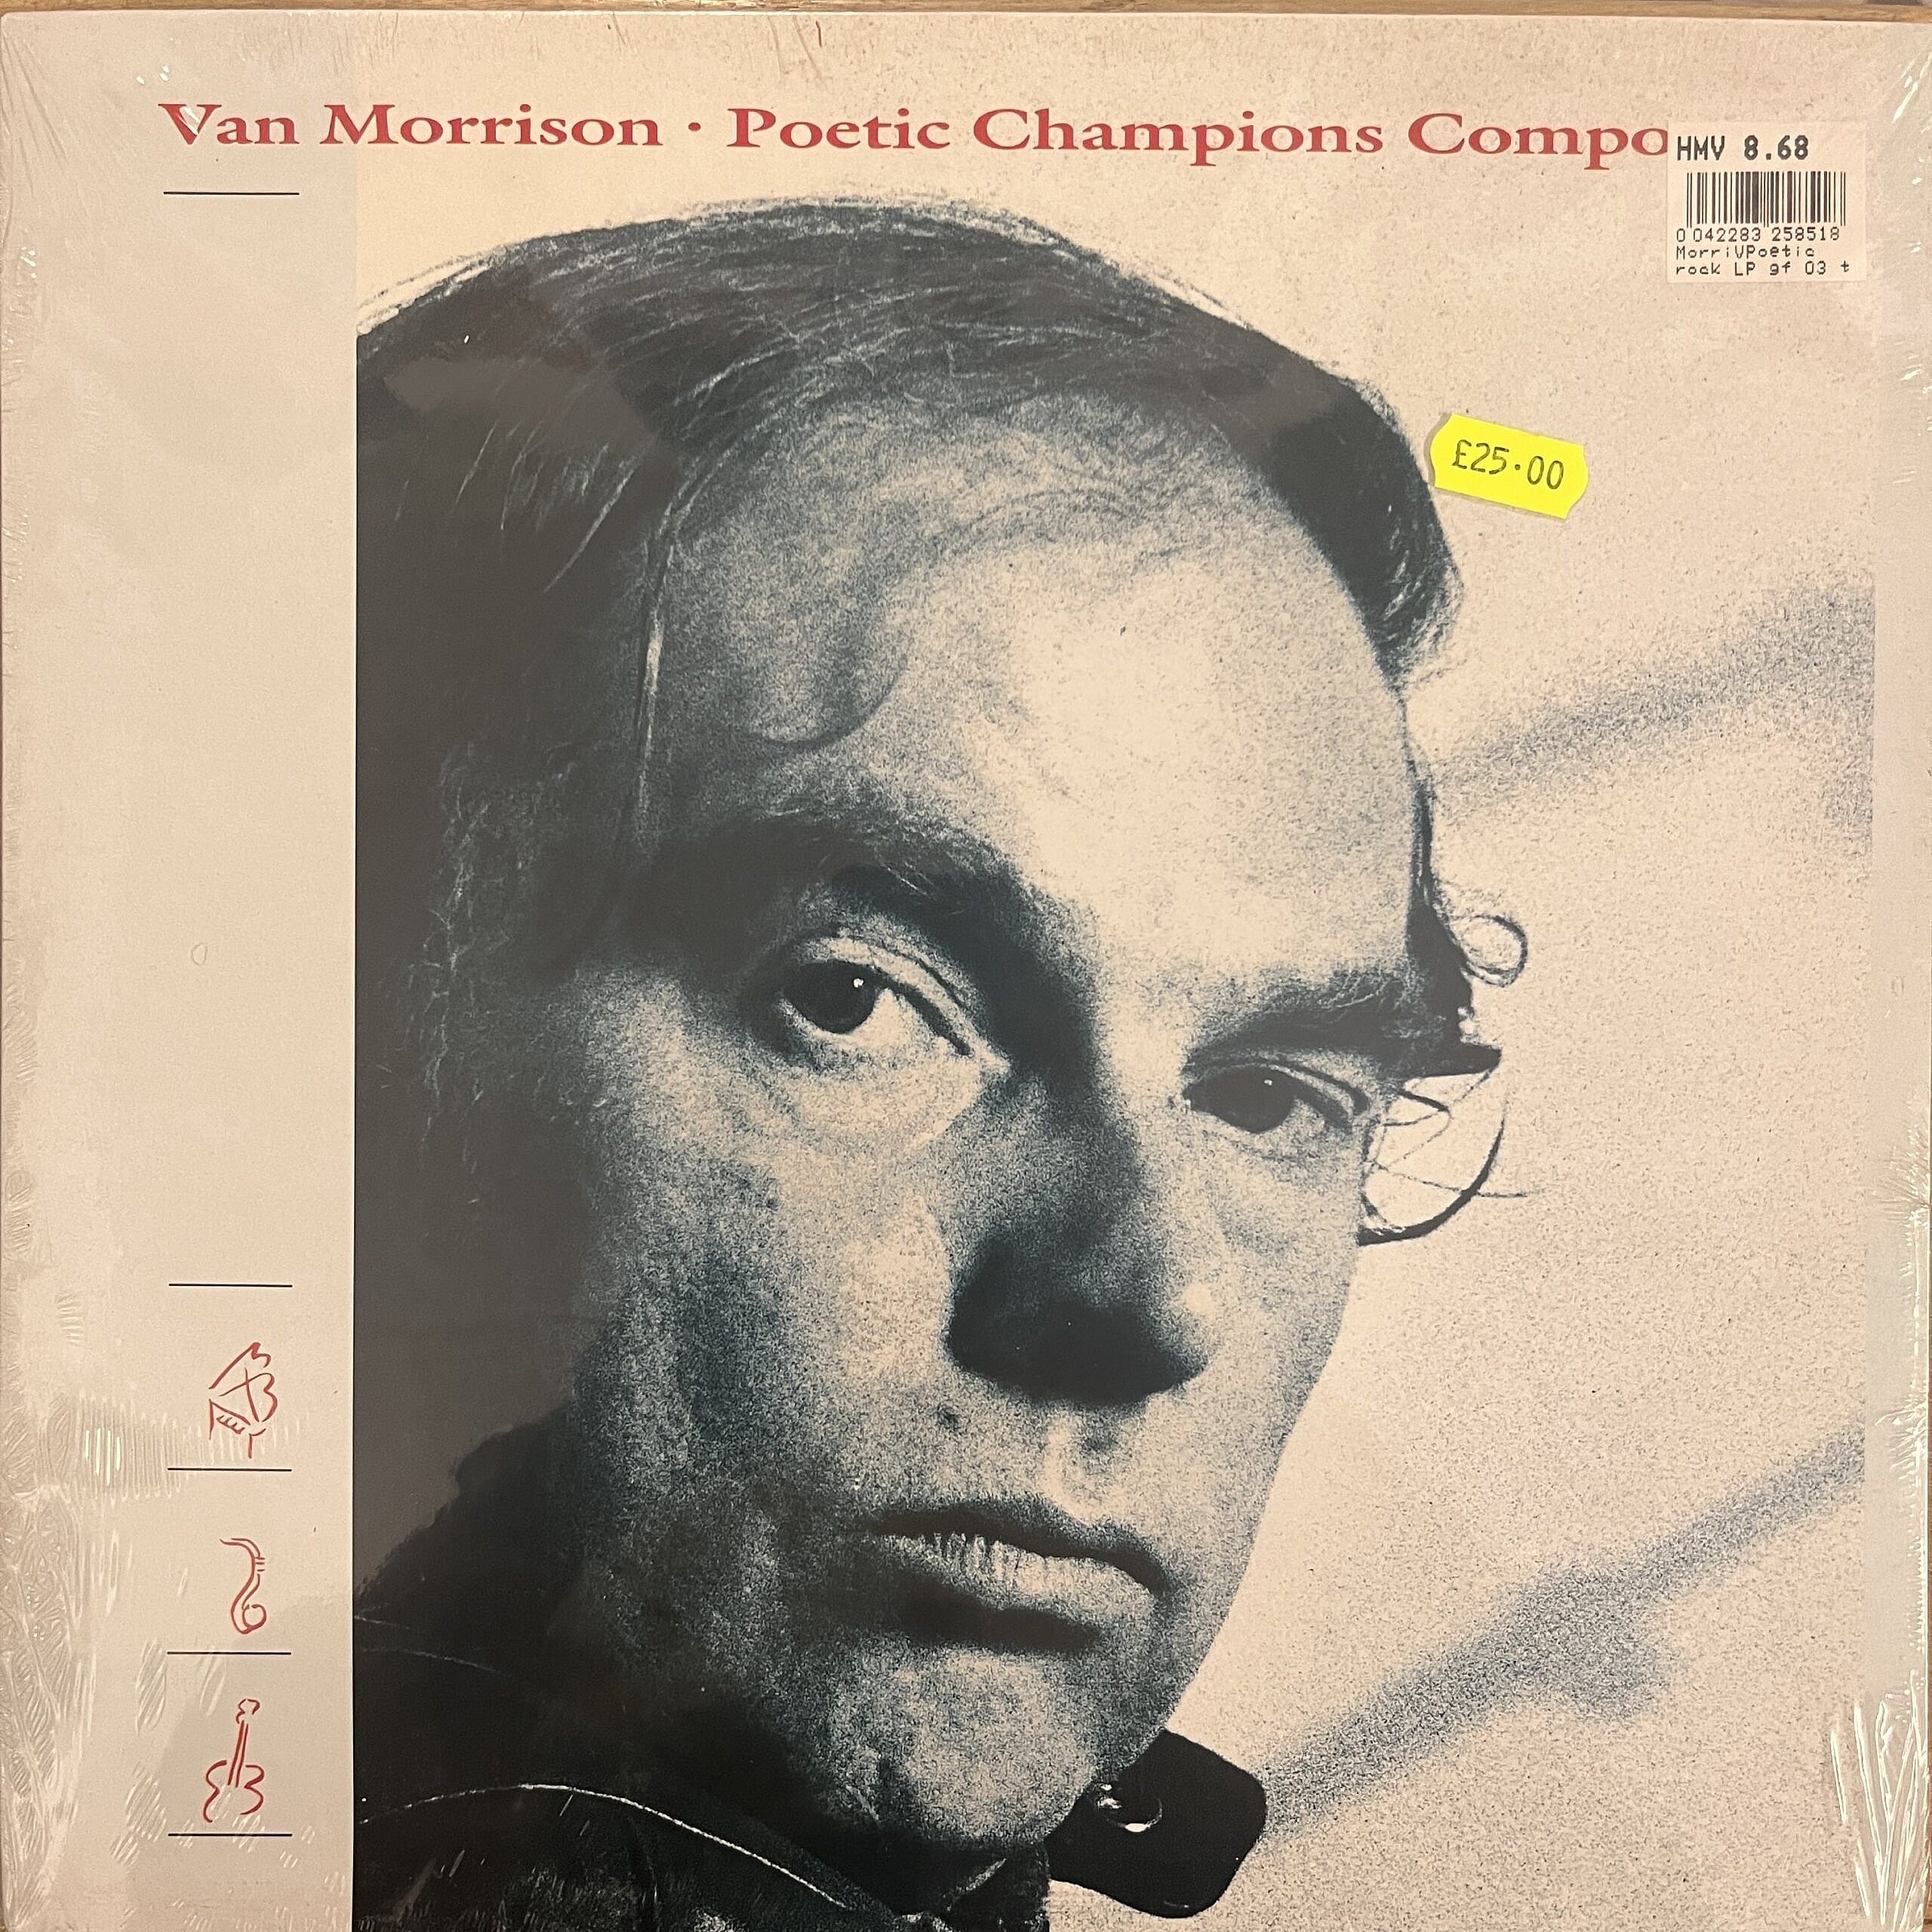 Van Morrison · Poetic Champions Compo
HMV 8.68
0 042283 258518
MorriVPoetic
rock LP gf 03 t
£25.00